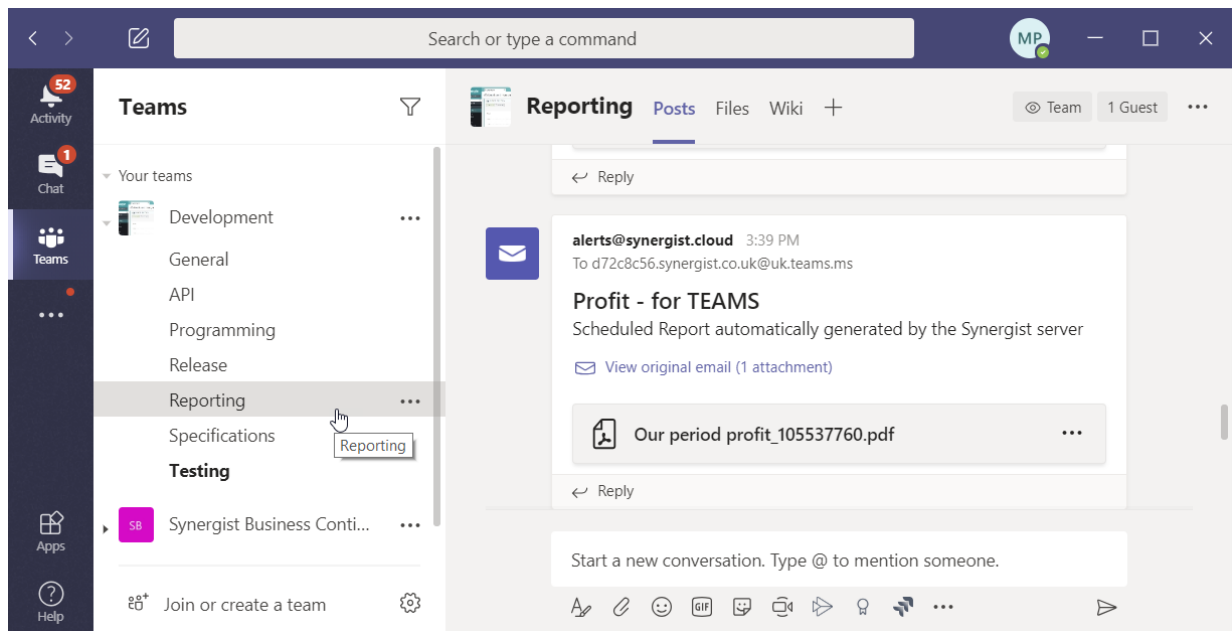 Search or type a command
MP
52
Activity
1
Chat
Teams
Apps
Help
Teams
Your teams
Development
General
API
Programming
Release
Reporting
Reporting
Specifications
Testing
SB
Synergist Business Conti...
Join or create a team
Reporting
Posts
Files
Wiki
Team
1 Guest
Reply
alerts@synergist.cloud 3:39 PM
To d72c8c56.synergist.co.uk@uk.teams.ms
Profit - for TEAMS
Scheduled Report automatically generated by the Synergist server
View original email (1 attachment)
Our period profit_105537760.pdf
Reply
Start a new conversation. Type @ to mention someone.
GIF